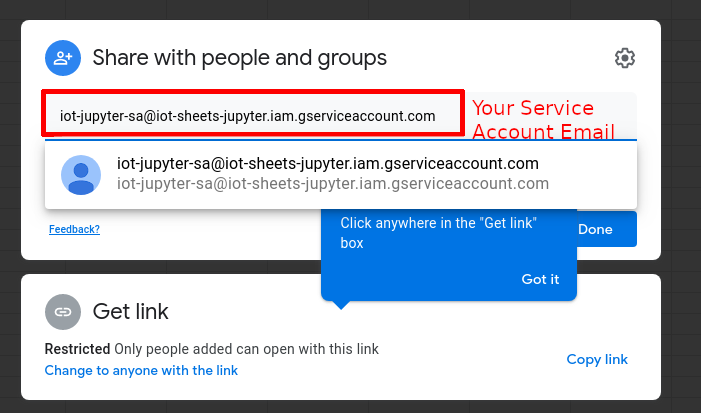 Share with people and groups
iot-jupyter-sa@iot-sheets-jupyter.iam.gserviceaccount.com
Your Service
Account Email
iot-jupyter-sa@iot-sheets-jupyter.iam.gserviceaccount.com
iot-jupyter-sa@iot-sheets-jupyter.iam.gserviceaccount.com
Feedback?
Click anywhere in the "Get link"
box
Done
Got it
Get link
Restricted Only people added can open with this link
Change to anyone with the link
Copy link